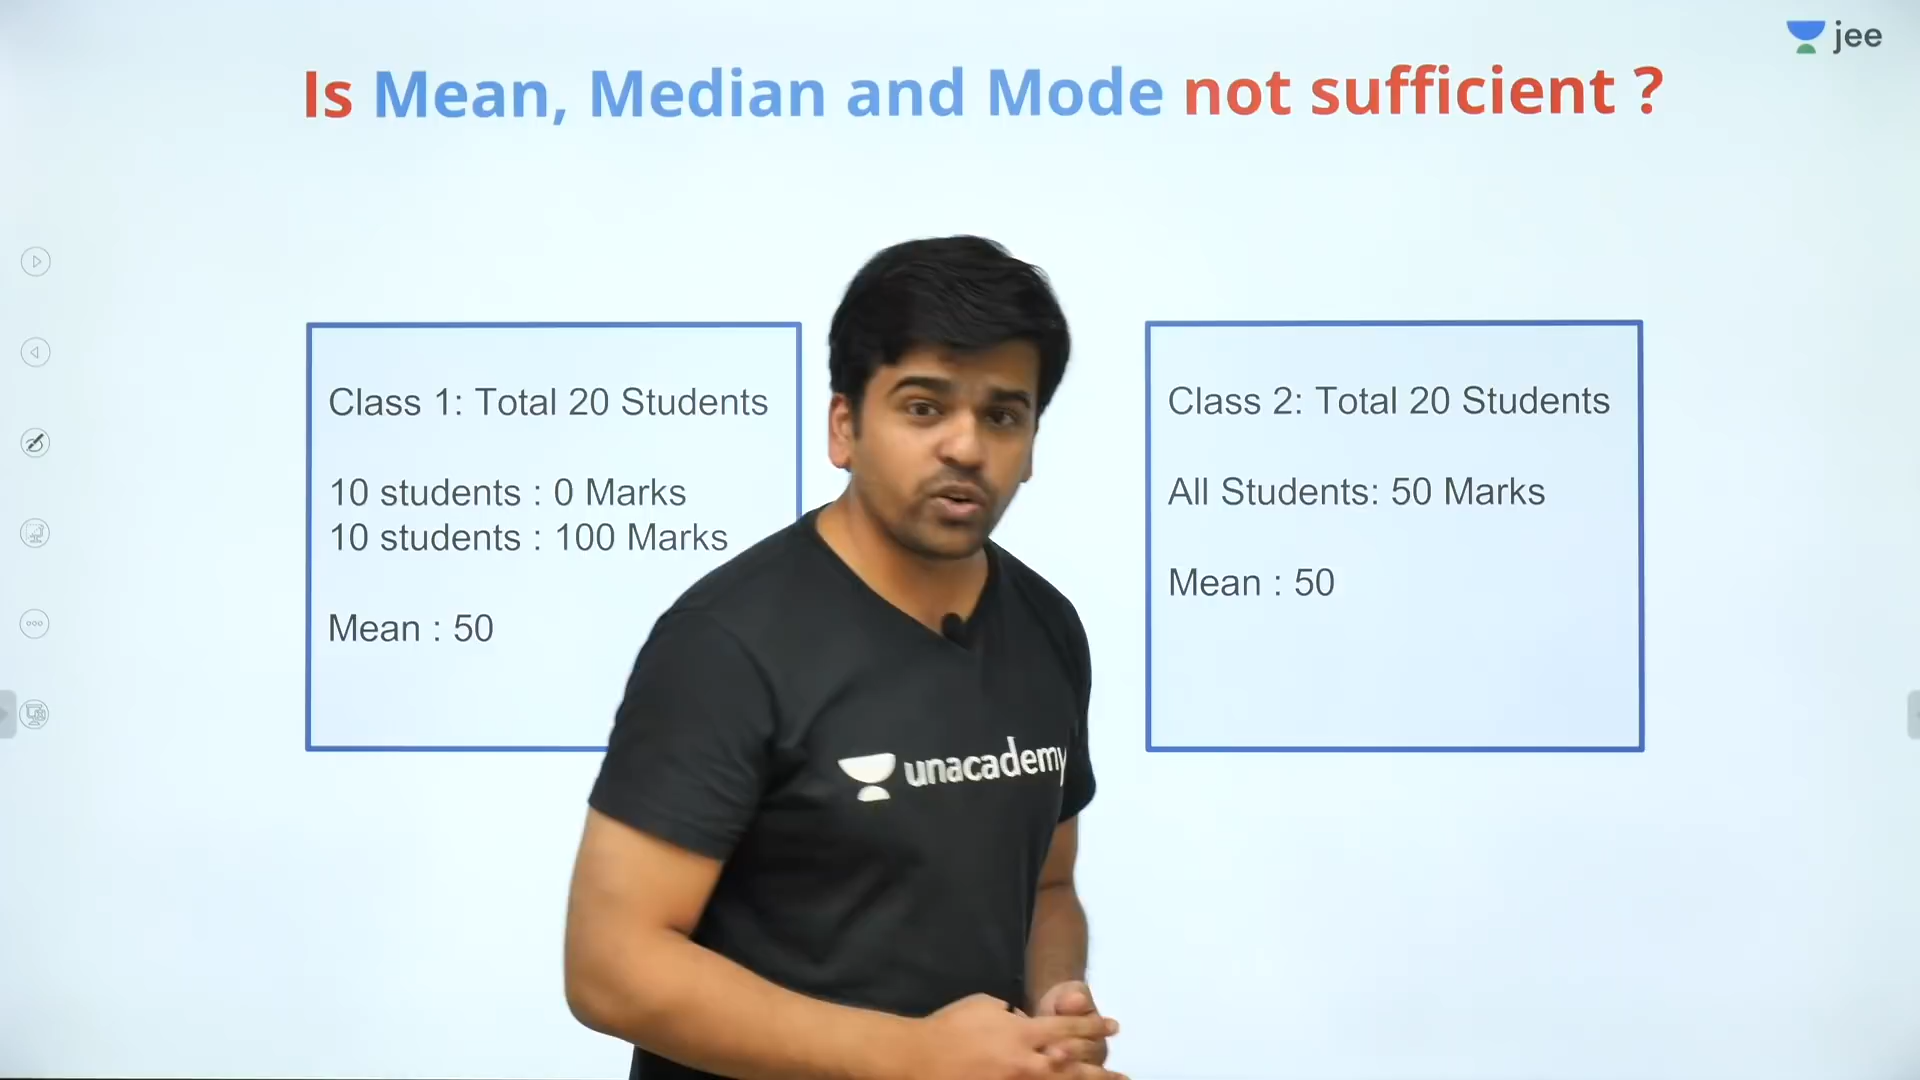 jee
Is Mean, Median and Mode not sufficient ?
Class 1: Total 20 Students
10 students : 0 Marks
10 students : 100 Marks
Mean : 50
Class 2: Total 20 Students
All Students: 50 Marks
Mean : 50
unacademy